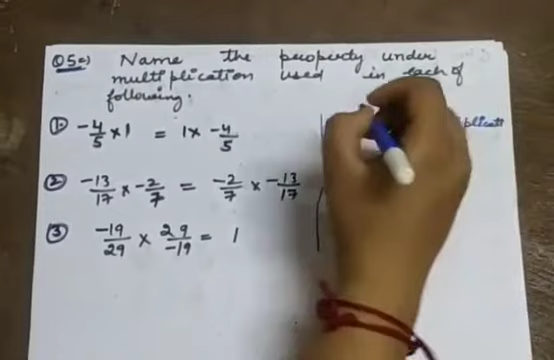 Q5=) Name the property under
multiplication used in each of
following.
① -4/5 × 1 = 1 × -4/5
② -13/17 × -2/7 = -2/7 × -13/17
③ -19/29 × 29/-19 = 1